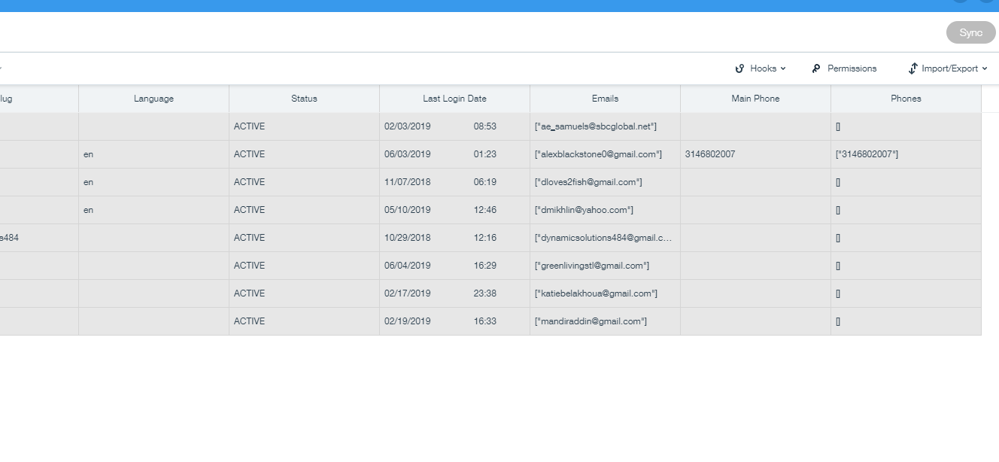 Sync
Hooks Permissions Import/Export
lug Language Status Last Login Date Emails Main Phone Phones
ACTIVE 02/03/2019 08:53 ["ae_samuels@sbcglobal.net"] []
en ACTIVE 06/03/2019 01:23 ["alexblackstone0@gmail.com"] 3146802007 ["3146802007"]
en ACTIVE 11/07/2018 06:19 ["dloves2fish@gmail.com"] []
en ACTIVE 05/10/2019 12:46 ["dmikhlin@yahoo.com"] []
s484 ACTIVE 10/29/2018 12:16 ["dynamicsolutions484@gmail.c... []
ACTIVE 06/04/2019 16:29 ["greenlivingstl@gmail.com"] []
ACTIVE 02/17/2019 23:38 ["katiebelakhoua@gmail.com"] []
ACTIVE 02/19/2019 16:33 ["mandiraddin@gmail.com"] []